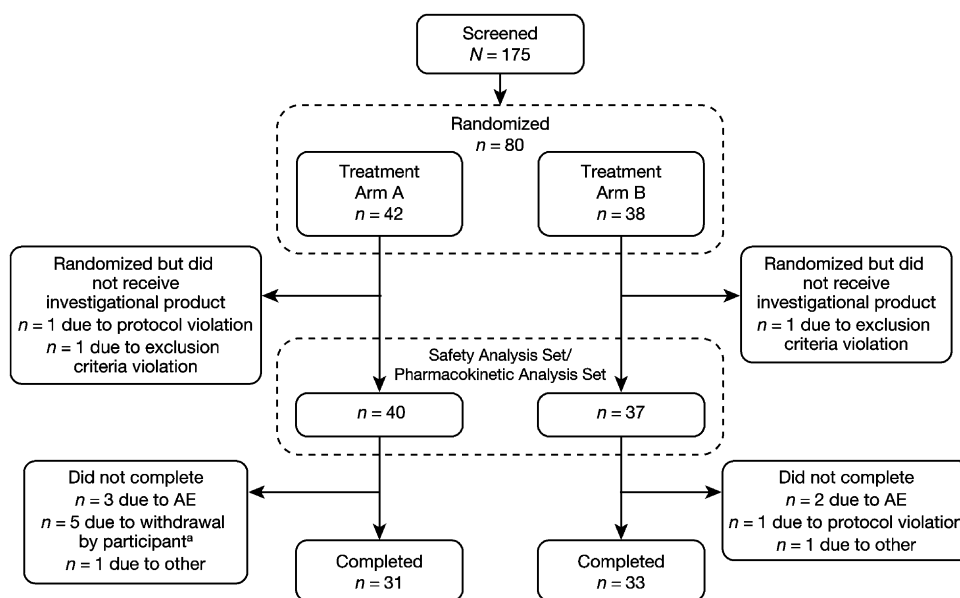 Screened
N = 175
Randomized
n = 80
Treatment
Arm A
n = 42
Treatment
Arm B
n = 38
Randomized but did
not receive
investigational product
n = 1 due to protocol violation
n = 1 due to exclusion
criteria violation
Randomized but did
not receive
investigational product
n = 1 due to exclusion
criteria violation
Safety Analysis Set/
Pharmacokinetic Analysis Set
n = 40
n = 37
Did not complete
n = 3 due to AE
n = 5 due to withdrawal
by participantᵃ
n = 1 due to other
Did not complete
n = 2 due to AE
n = 1 due to protocol violation
n = 1 due to other
Completed
n = 31
Completed
n = 33